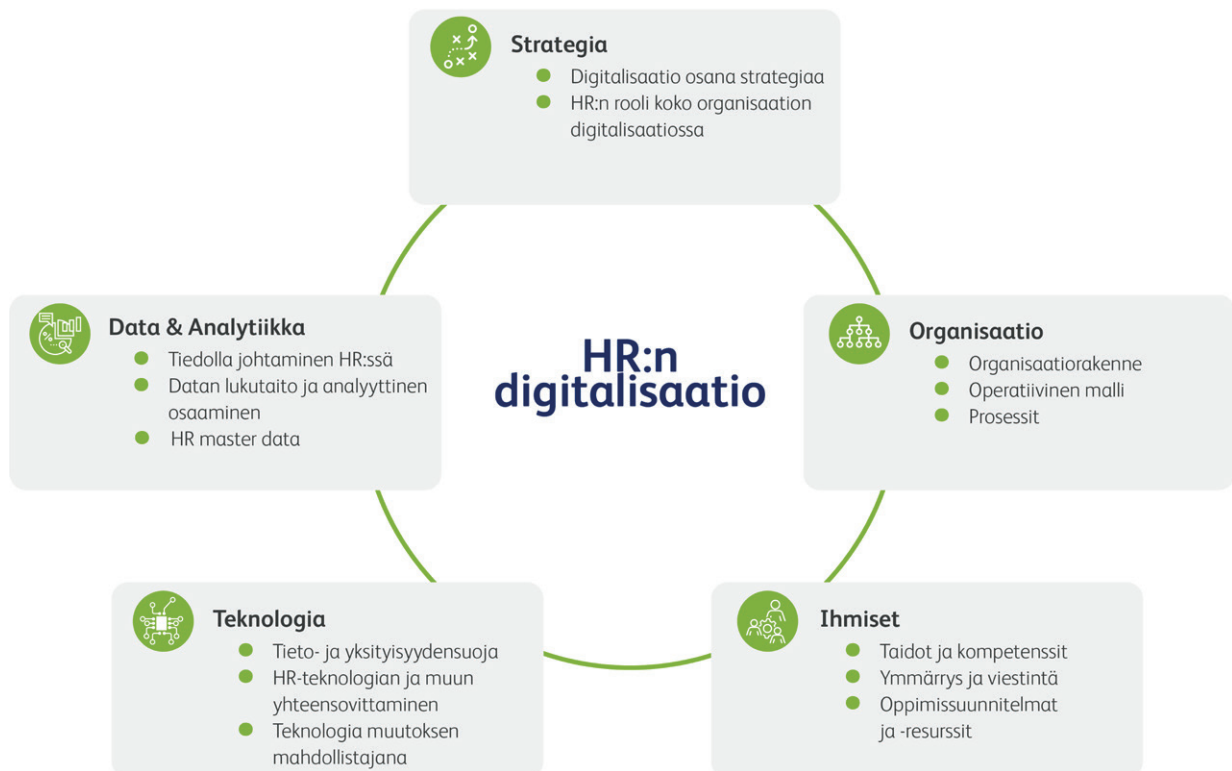 Strategia
Digitalisaatio osana strategiaa
HR:n rooli koko organisaation
digitalisaatiossa
Data & Analytiikka
Tiedolla johtaminen HR:ssä
Datan lukutaito ja analyyttinen
osaaminen
HR master data
HR:n
digitalisaatio
Organisaatio
Organisaatiorakenne
Operatiivinen malli
Prosessit
Teknologia
Tieto- ja yksityisyydensuoja
HR-teknologian ja muun
yhteensovittaminen
Teknologia muutoksen
mahdollistajana
Ihmiset
Taidot ja kompetenssit
Ymmärrys ja viestintä
Oppimissuunnitelmat
ja -resurssit